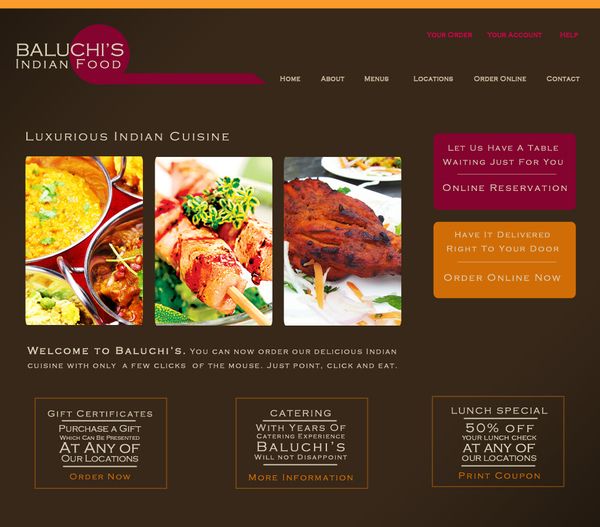 Your Order Your Account Help
BALUCHI'S
INDIAN FOOD
Home About Menus Locations Order Online Contact
Luxurious Indian Cuisine
Let Us Have A Table
Waiting Just For You
Online Reservation
Have It Delivered
Right To Your Door
Order Online Now
Welcome to Baluchi's. You can now order our delicious Indian
cuisine with only a few clicks of the mouse. Just point, click and eat.
Gift Certificates
Purchase a Gift
Which Can Be Presented
At Any of
Our Locations
Order Now
CATERING
With Years Of
Catering Experience
Baluchi's
Will not Disappoint
More Information
LUNCH SPECIAL
50% OFF
your lunch check
at any of
our locations
Print Coupon